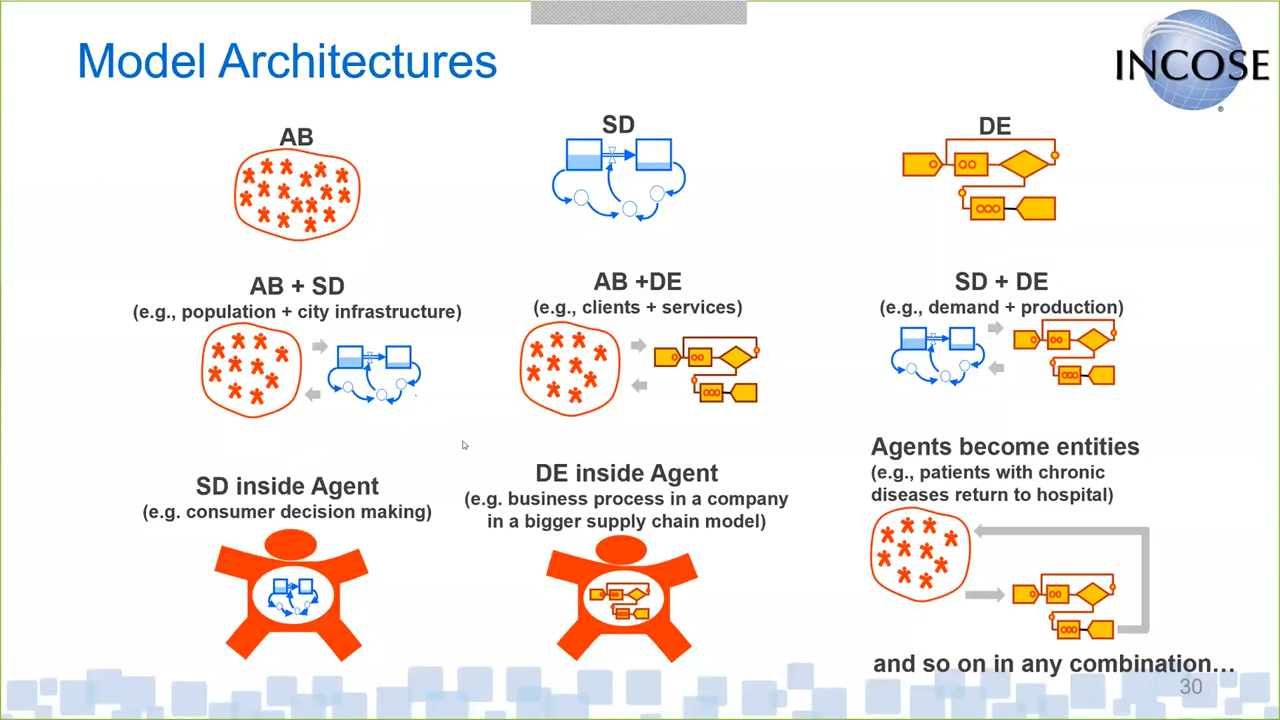 Model Architectures
INCOSE
®
AB
SD
DE
AB + SD
(e.g., population + city infrastructure)
AB +DE
(e.g., clients + services)
SD + DE
(e.g., demand + production)
SD inside Agent
(e.g. consumer decision making)
DE inside Agent
(e.g. business process in a company
in a bigger supply chain model)
Agents become entities
(e.g., patients with chronic
diseases return to hospital)
and so on in any combination...
30